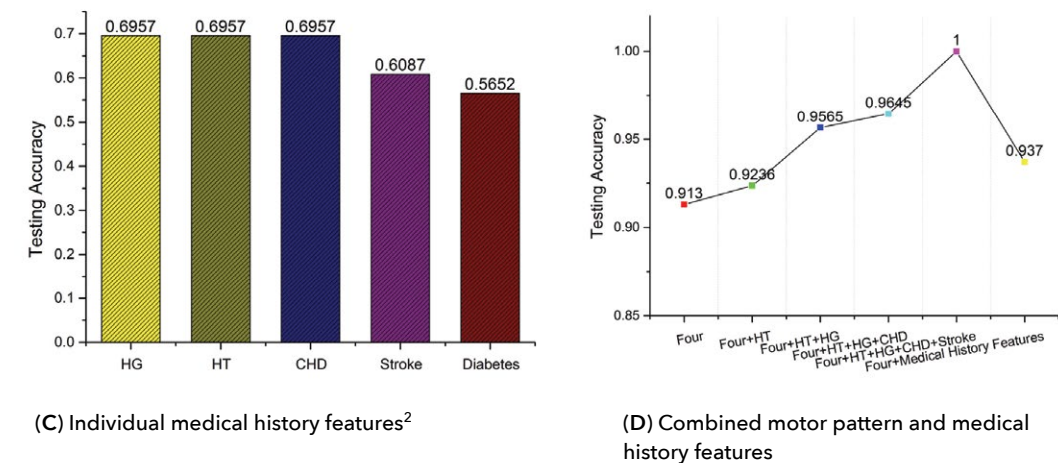 0.7
0.6
0.5
0.4
0.3
0.2
0.1
0.0
Testing Accuracy
0.6957
0.6957
0.6957
0.6087
0.5652
HG
HT
CHD
Stroke
Diabetes
(C) Individual medical history features²
1.00
0.95
0.90
0.85
Testing Accuracy
0.913
0.9236
0.9565
0.9645
1
0.937
Four
Four+HT
Four+HT+HG
Four+HT+HG+CHD
Four+HT+HG+CHD+Stroke
Four+Medical History Features
(D) Combined motor pattern and medical
history features